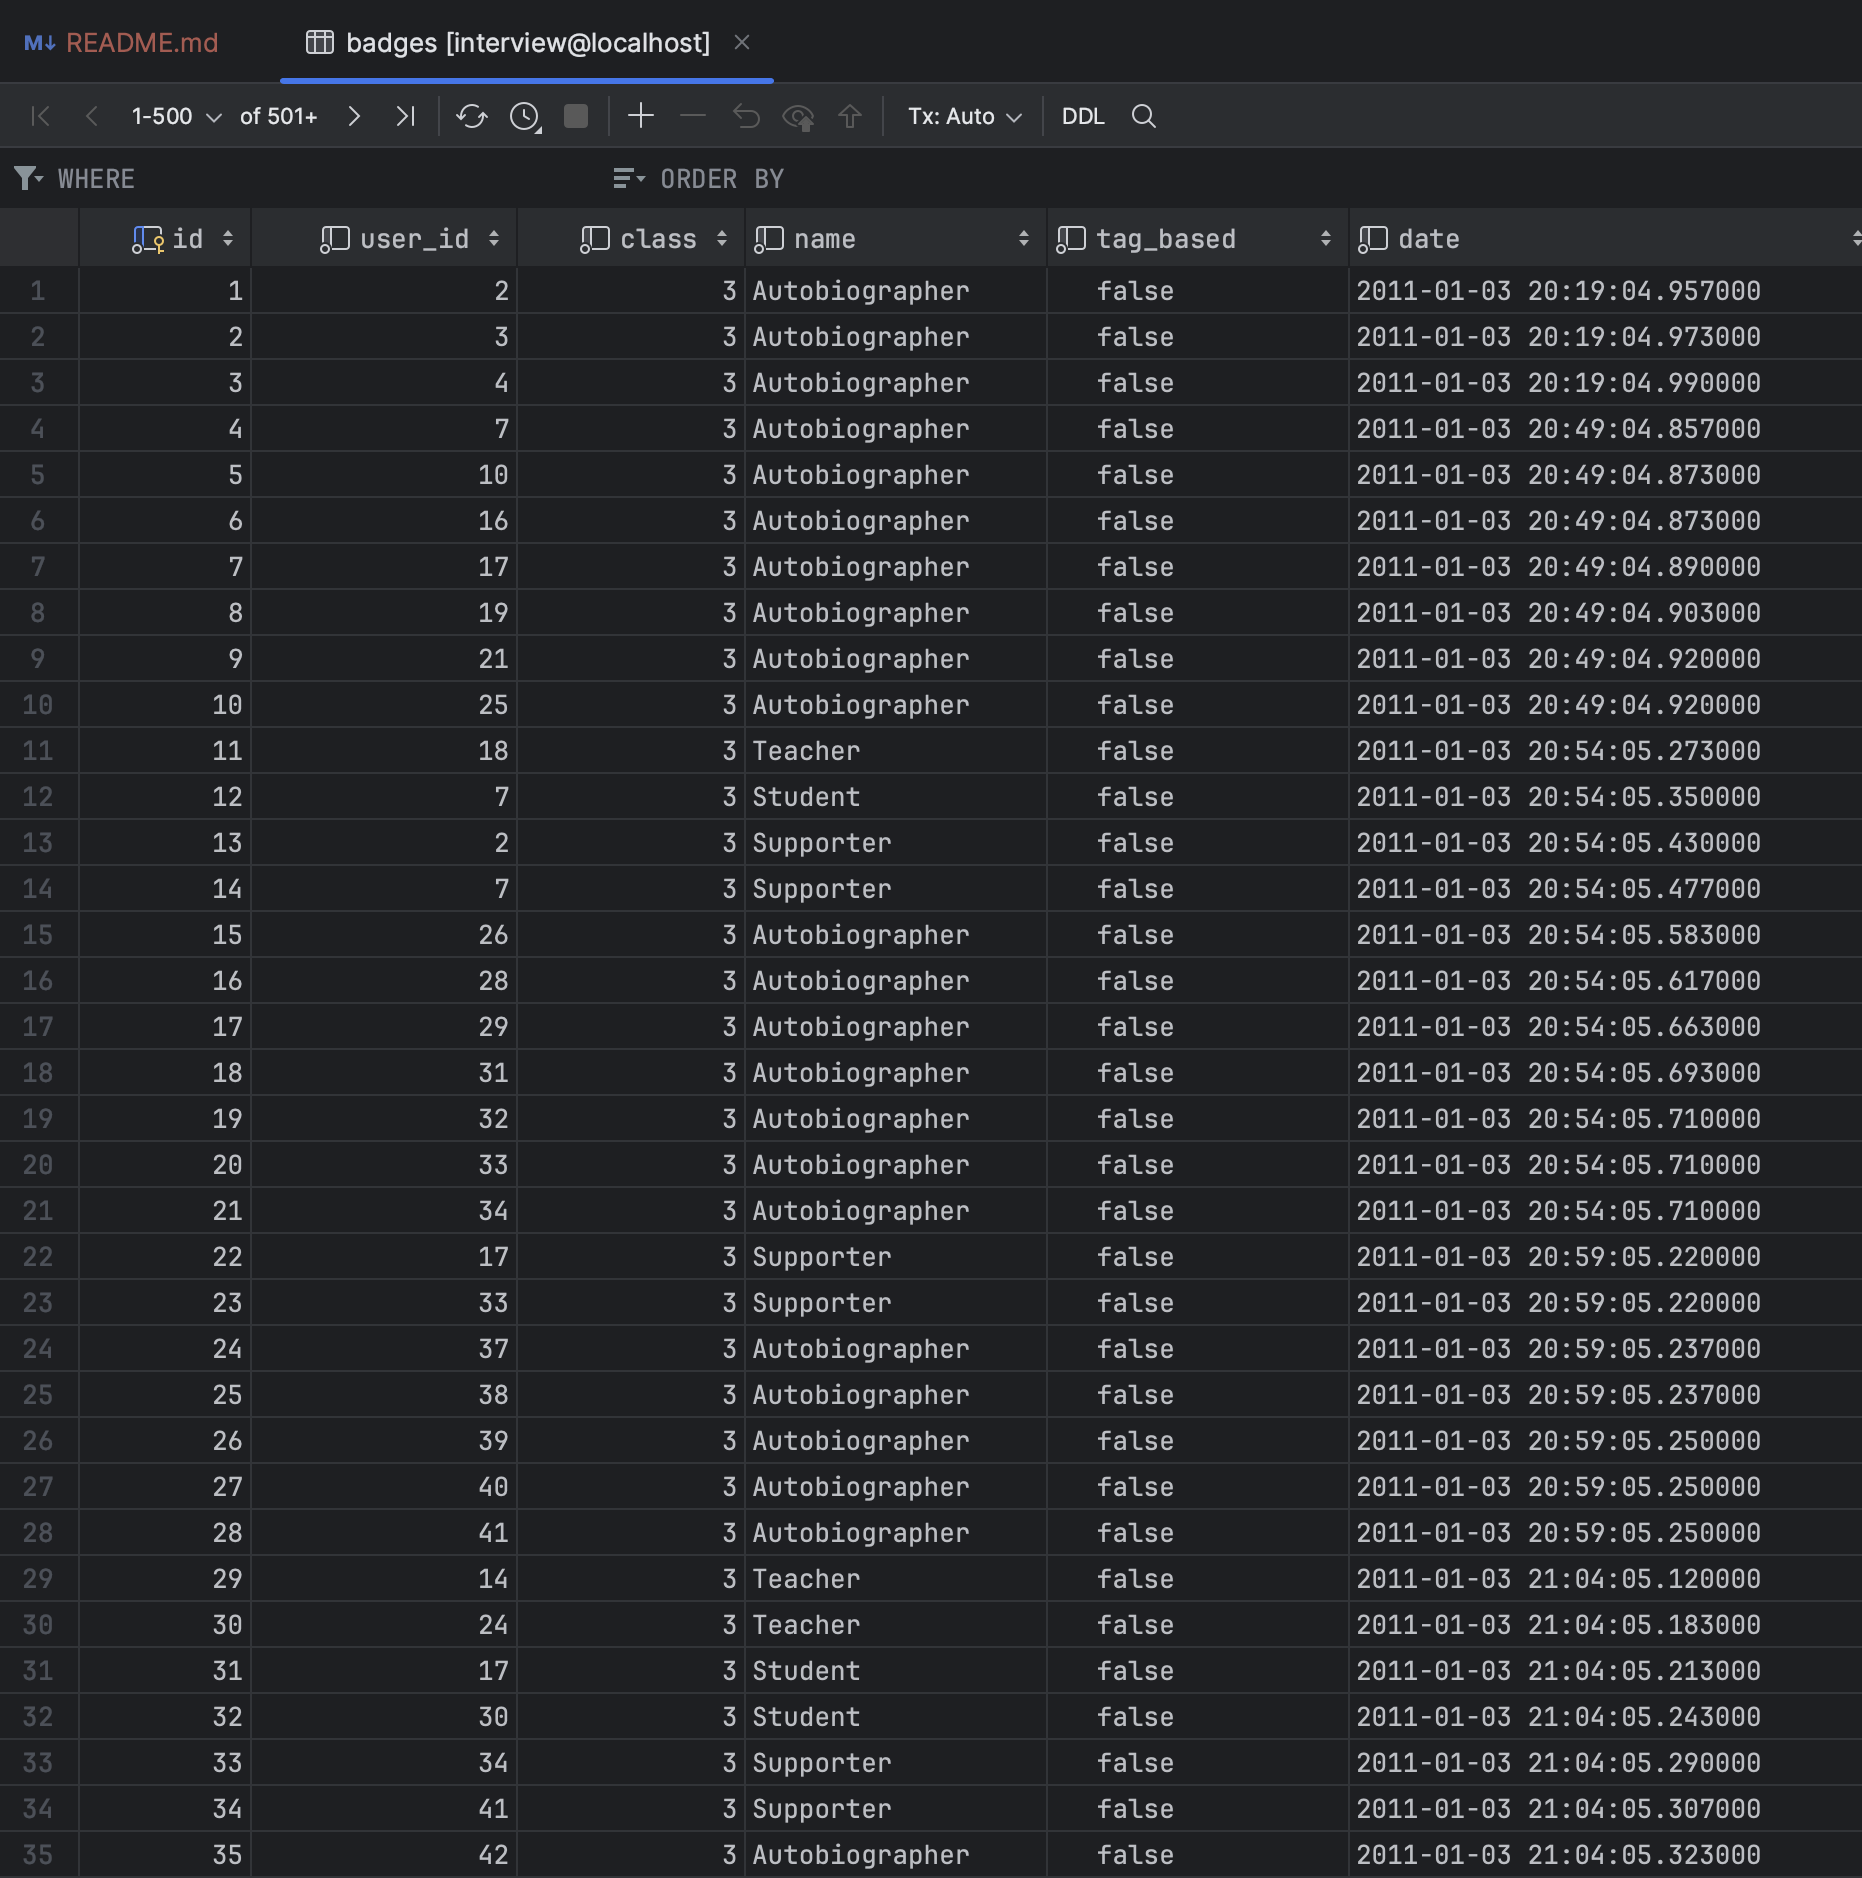 M↓ README.md badges [interview@localhost] ×
1-500 of 501+ Tx: Auto DDL
WHERE ORDER BY
id user_id class name tag_based date
1 1 2 3 Autobiographer false 2011-01-03 20:19:04.957000
2 2 3 3 Autobiographer false 2011-01-03 20:19:04.973000
3 3 4 3 Autobiographer false 2011-01-03 20:19:04.990000
4 4 7 3 Autobiographer false 2011-01-03 20:49:04.857000
5 5 10 3 Autobiographer false 2011-01-03 20:49:04.873000
6 6 16 3 Autobiographer false 2011-01-03 20:49:04.873000
7 7 17 3 Autobiographer false 2011-01-03 20:49:04.890000
8 8 19 3 Autobiographer false 2011-01-03 20:49:04.903000
9 9 21 3 Autobiographer false 2011-01-03 20:49:04.920000
10 10 25 3 Autobiographer false 2011-01-03 20:49:04.920000
11 11 18 3 Teacher false 2011-01-03 20:54:05.273000
12 12 7 3 Student false 2011-01-03 20:54:05.350000
13 13 2 3 Supporter false 2011-01-03 20:54:05.430000
14 14 7 3 Supporter false 2011-01-03 20:54:05.477000
15 15 26 3 Autobiographer false 2011-01-03 20:54:05.583000
16 16 28 3 Autobiographer false 2011-01-03 20:54:05.617000
17 17 29 3 Autobiographer false 2011-01-03 20:54:05.663000
18 18 31 3 Autobiographer false 2011-01-03 20:54:05.693000
19 19 32 3 Autobiographer false 2011-01-03 20:54:05.710000
20 20 33 3 Autobiographer false 2011-01-03 20:54:05.710000
21 21 34 3 Autobiographer false 2011-01-03 20:54:05.710000
22 22 17 3 Supporter false 2011-01-03 20:59:05.220000
23 23 33 3 Supporter false 2011-01-03 20:59:05.220000
24 24 37 3 Autobiographer false 2011-01-03 20:59:05.237000
25 25 38 3 Autobiographer false 2011-01-03 20:59:05.237000
26 26 39 3 Autobiographer false 2011-01-03 20:59:05.250000
27 27 40 3 Autobiographer false 2011-01-03 20:59:05.250000
28 28 41 3 Autobiographer false 2011-01-03 20:59:05.250000
29 29 14 3 Teacher false 2011-01-03 21:04:05.120000
30 30 24 3 Teacher false 2011-01-03 21:04:05.183000
31 31 17 3 Student false 2011-01-03 21:04:05.213000
32 32 30 3 Student false 2011-01-03 21:04:05.243000
33 33 34 3 Supporter false 2011-01-03 21:04:05.290000
34 34 41 3 Supporter false 2011-01-03 21:04:05.307000
35 35 42 3 Autobiographer false 2011-01-03 21:04:05.323000